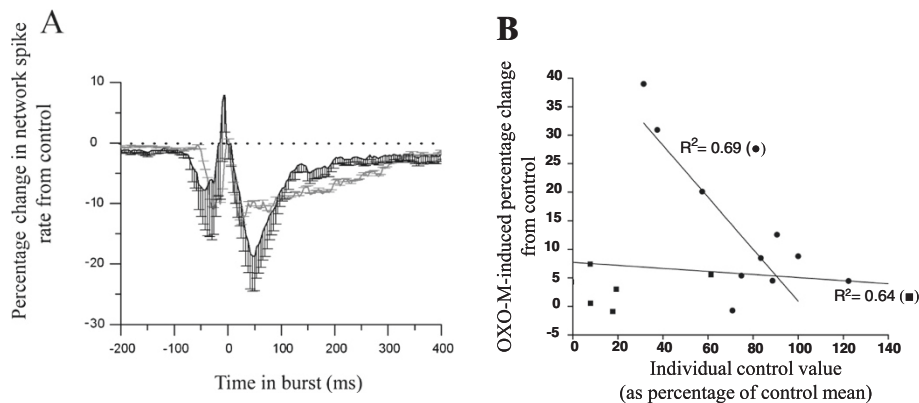 A
Percentage change in network spike
rate from control
10
0
-10
-20
-30
-200
-100
0
100
200
300
400
Time in burst (ms)
B
OXO-M-induced percentage change
from control
40
35
30
25
20
15
10
5
0
-5
R²= 0.69 (●)
R²= 0.64 (■)
0
20
40
60
80
100
120
140
Individual control value
(as percentage of control mean)